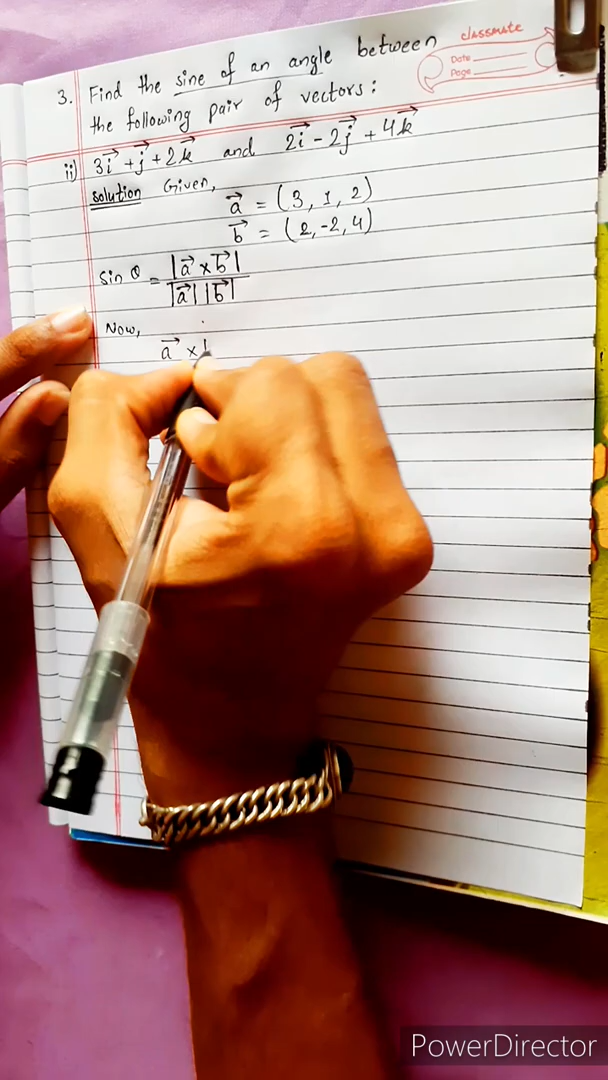 classmate
Date
Page
3. Find the sine of an angle between
the following pair of vectors:
ii) 3i⃗ + j⃗ + 2k⃗ and 2i⃗ - 2j⃗ + 4k⃗
Solution Given,
a⃗ = (3, 1, 2)
b⃗ = (2, -2, 4)
Sin θ = |a⃗ × b⃗| / |a⃗| |b⃗|
Now,
a⃗ ×
PowerDirector